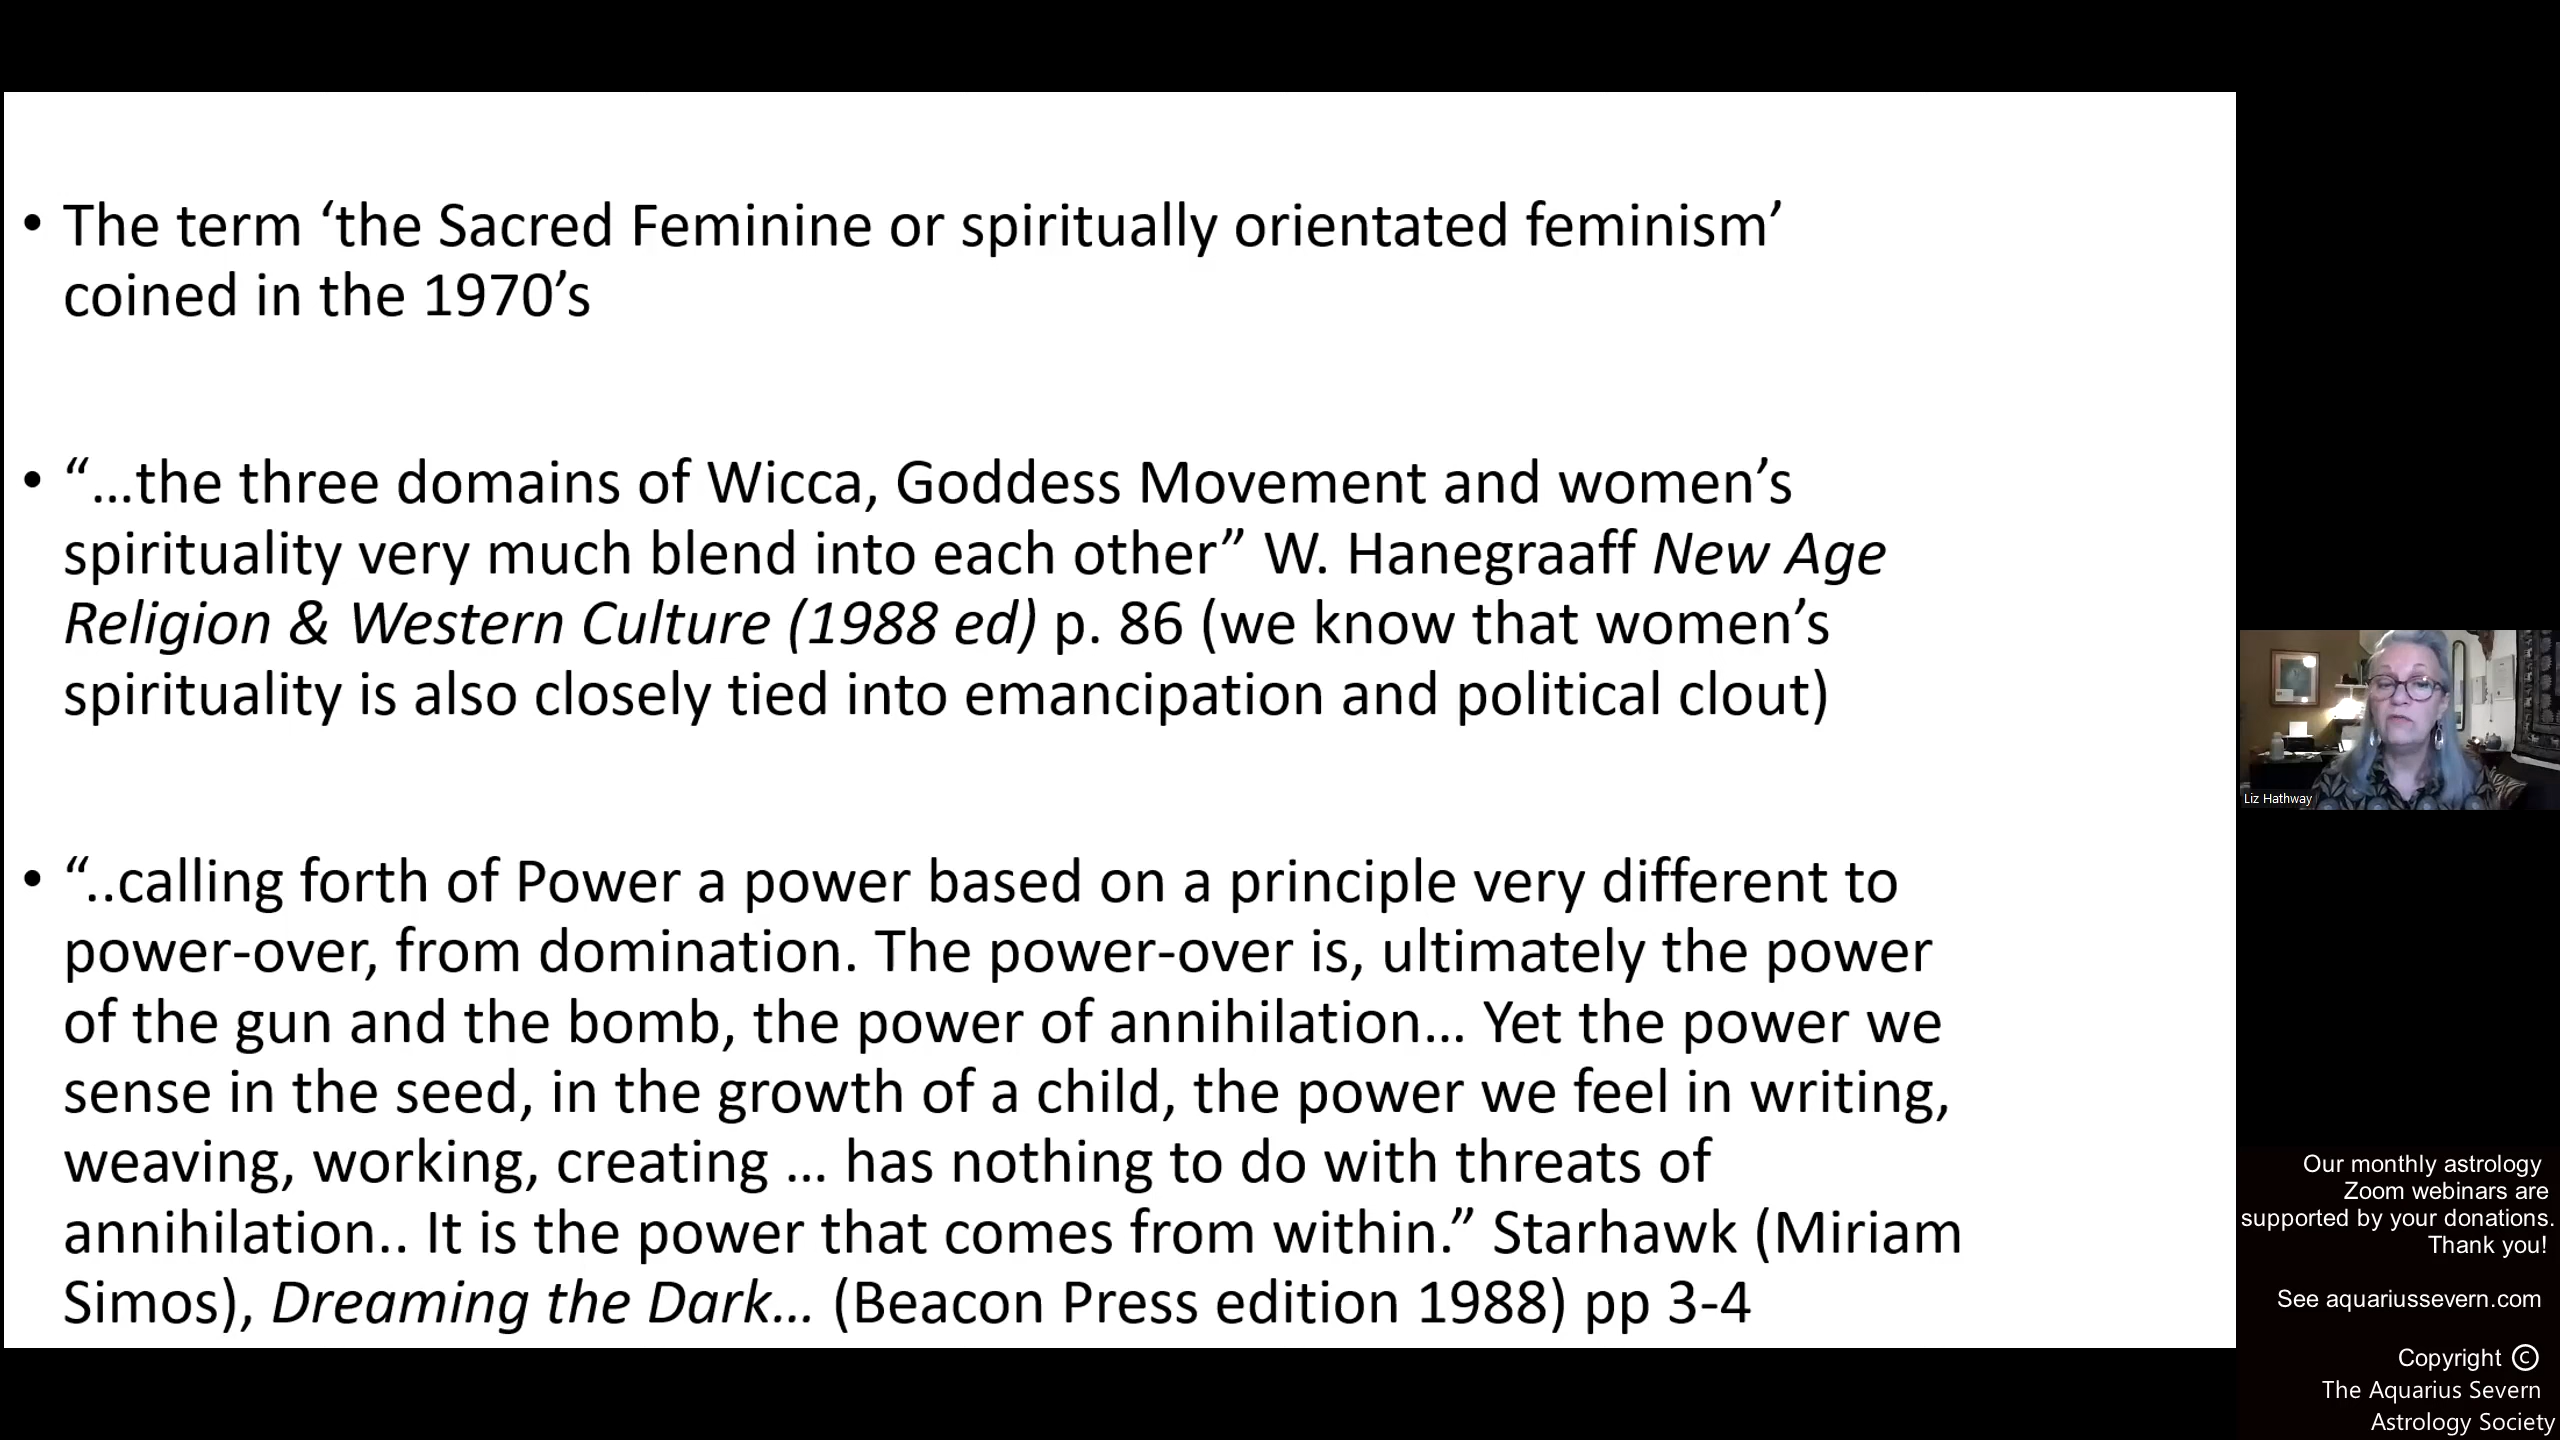 • The term ‘the Sacred Feminine or spiritually orientated feminism’
coined in the 1970’s
• “…the three domains of Wicca, Goddess Movement and women’s
spirituality very much blend into each other” W. Hanegraaff New Age
Religion & Western Culture (1988 ed) p. 86 (we know that women’s
spirituality is also closely tied into emancipation and political clout)
• “..calling forth of Power a power based on a principle very different to
power-over, from domination. The power-over is, ultimately the power
of the gun and the bomb, the power of annihilation… Yet the power we
sense in the seed, in the growth of a child, the power we feel in writing,
weaving, working, creating … has nothing to do with threats of
annihilation.. It is the power that comes from within.” Starhawk (Miriam
Simos), Dreaming the Dark… (Beacon Press edition 1988) pp 3-4
Liz Hathway
Our monthly astrology
Zoom webinars are
supported by your donations.
Thank you!
See aquariussevern.com
Copyright ©
The Aquarius Severn
Astrology Society